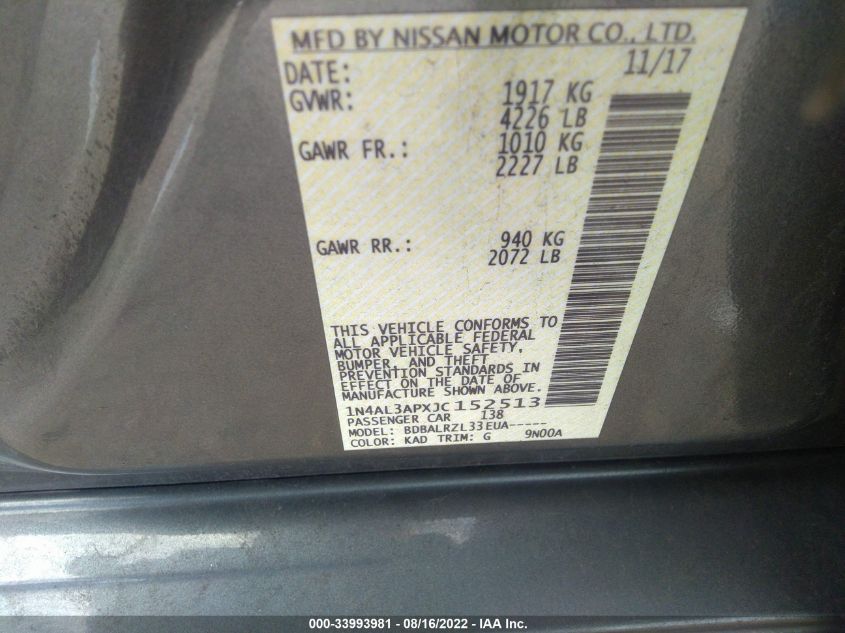 MFD BY NISSAN MOTOR CO., LTD.
DATE: 11/17
GVWR: 1917 KG
4226 LB
GAWR FR.: 1010 KG
2227 LB
GAWR RR.: 940 KG
2072 LB
THIS VEHICLE CONFORMS TO
ALL APPLICABLE FEDERAL
MOTOR VEHICLE SAFETY,
BUMPER, AND THEFT
PREVENTION STANDARDS IN
EFFECT ON THE DATE OF
MANUFACTURE SHOWN ABOVE.
1N4AL3APXJC152513
PASSENGER CAR 138
MODEL: BDBALRZL33EUA-----
COLOR: KAD TRIM: G 9N00A
000-33993981 - 08/16/2022 - IAA Inc.